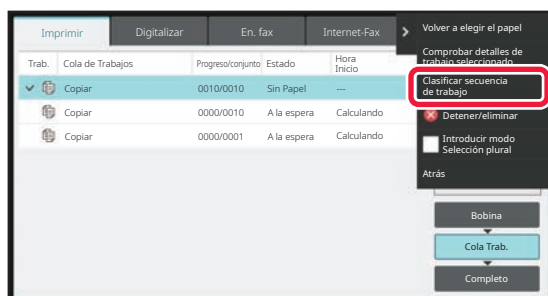 Imprimir Digitalizar En. fax Internet-Fax
Trab. Cola de Trabajos Progreso/conjunto Estado Hora
Inicio
Copiar 0010/0010 Sin Papel ---
Copiar 0000/0010 A la espera Calculando
Copiar 0000/0001 A la espera Calculando
Volver a elegir el papel
Comprobar detalles de
trabajo seleccionado
Clasificar secuencia
de trabajo
Detener/eliminar
Introducir modo
Selección plural
Atrás
Bobina
Cola Trab.
Completo